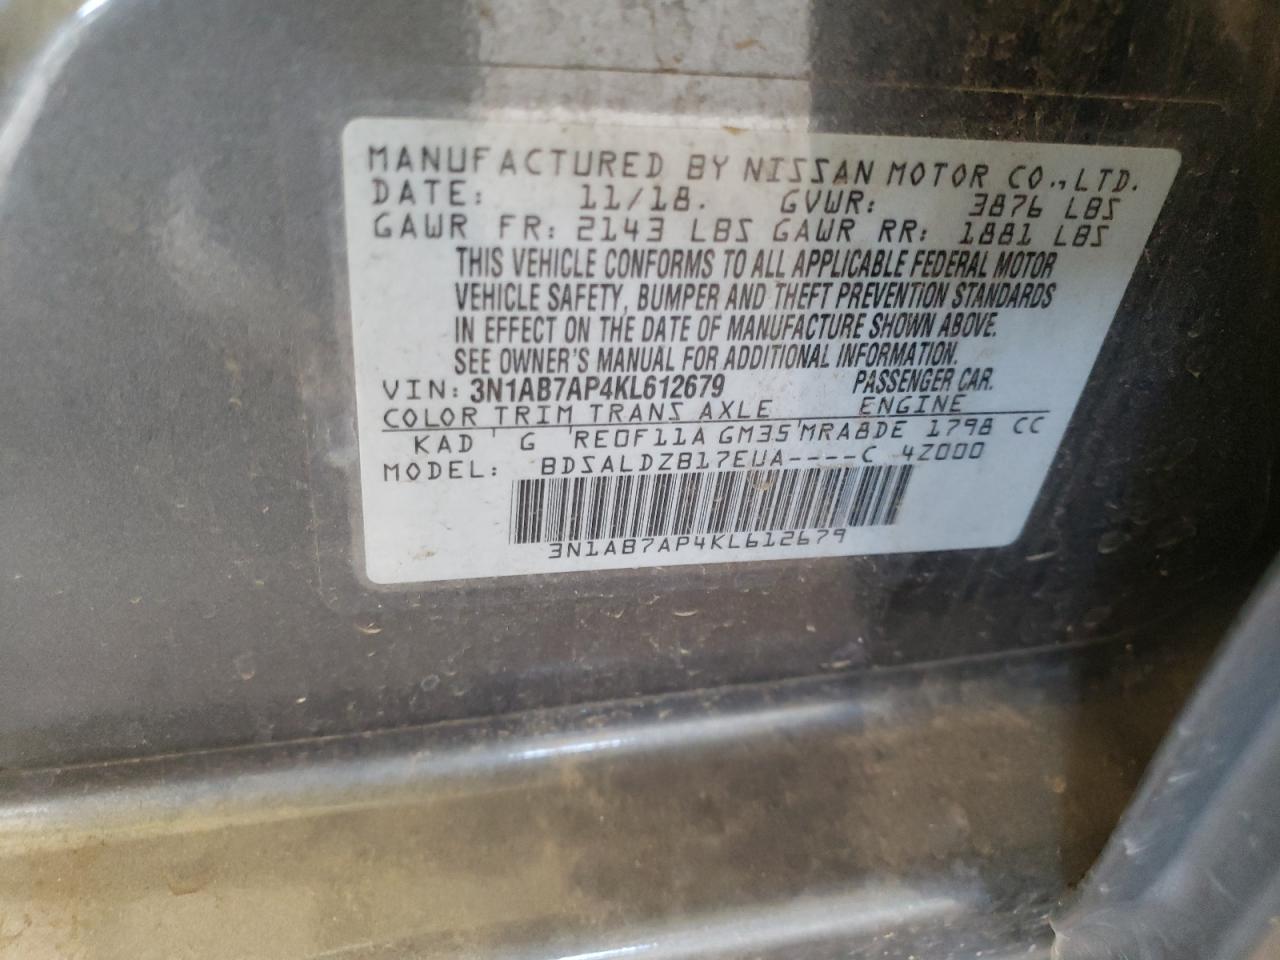 MANUFACTURED BY NISSAN MOTOR CO., LTD.
DATE: 11/18. GVWR: 3876 LBS
GAWR FR: 2143 LBS GAWR RR: 1881 LBS
THIS VEHICLE CONFORMS TO ALL APPLICABLE FEDERAL MOTOR
VEHICLE SAFETY, BUMPER AND THEFT PREVENTION STANDARDS
IN EFFECT ON THE DATE OF MANUFACTURE SHOWN ABOVE.
SEE OWNER'S MANUAL FOR ADDITIONAL INFORMATION.
VIN: 3N1AB7AP4KL612679 PASSENGER CAR.
COLOR TRIM TRANS AXLE ENGINE
KAD G RE0F11A GM35 MRA8DE 1798 CC
MODEL: BDSALDZB17EUA----C 4Z000
3N1AB7AP4KL612679